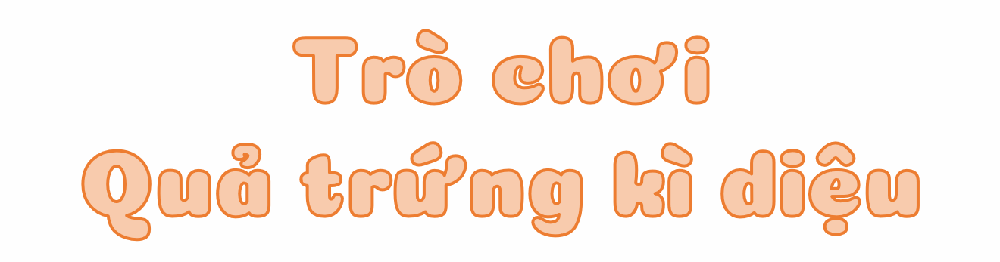 Trò chơi
Quả trứng kì diệu